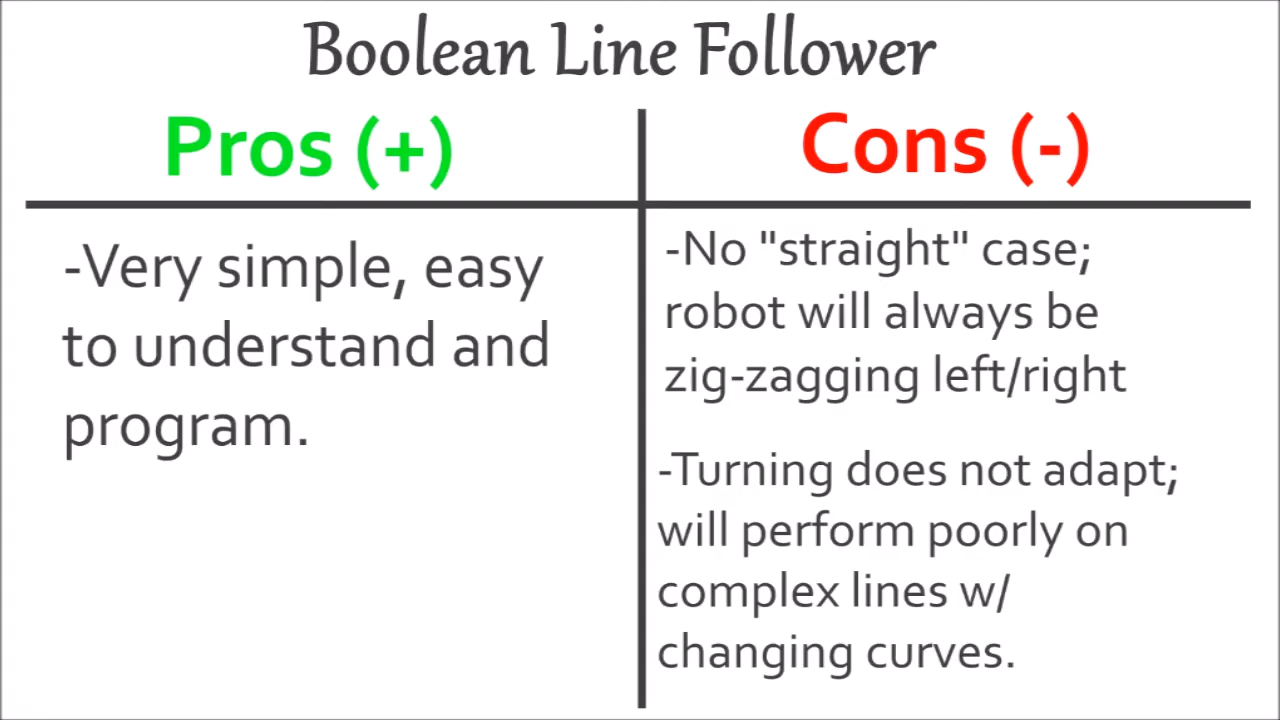 Boolean Line Follower
Pros (+)
Cons (-)
-Very simple, easy
to understand and
program.
-No "straight" case;
robot will always be
zig-zagging left/right
-Turning does not adapt;
will perform poorly on
complex lines w/
changing curves.